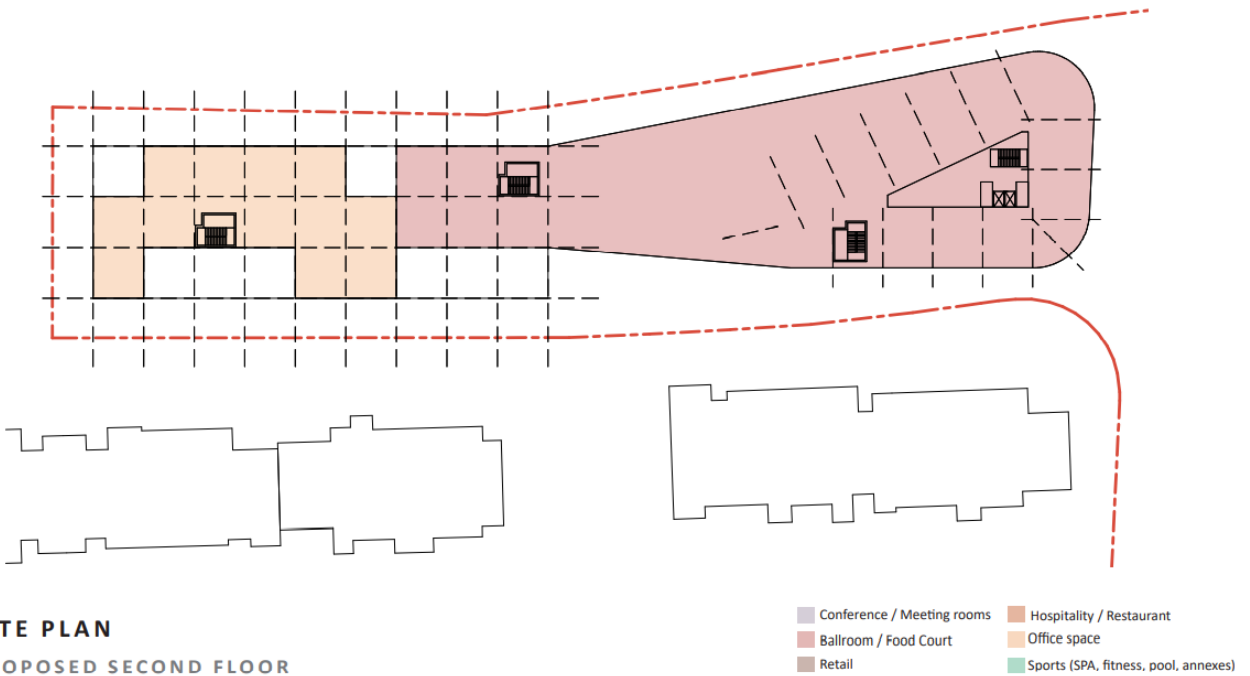 TE PLAN
OPOSED SECOND FLOOR
Conference / Meeting rooms
Ballroom / Food Court
Retail
Hospitality / Restaurant
Office space
Sports (SPA, fitness, pool, annexes)